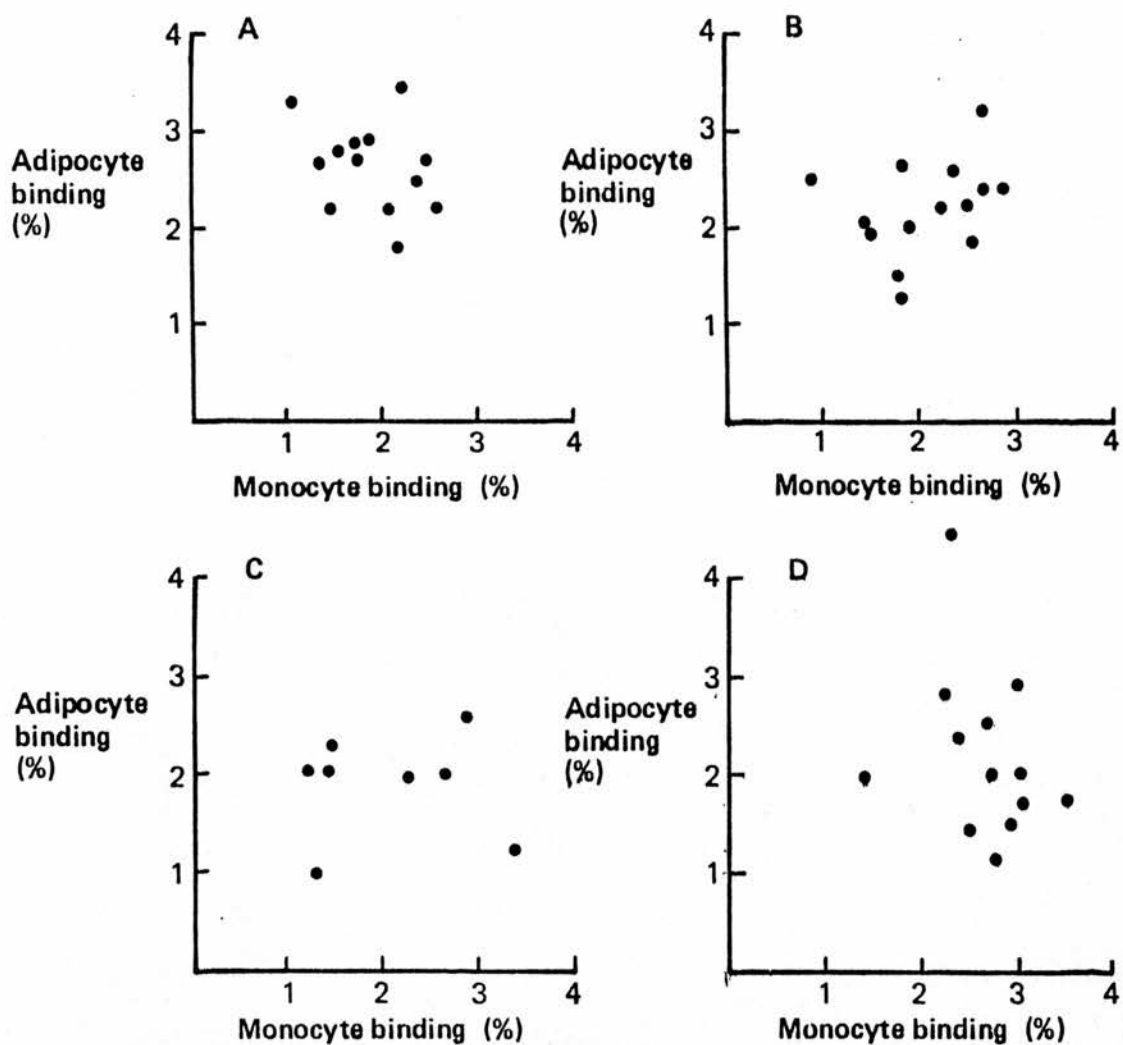 A
4
3
2
1
Adipocyte
binding
(%)
1 2 3 4
Monocyte binding (%)
B
4
3
2
1
Adipocyte
binding
(%)
1 2 3 4
Monocyte binding (%)
C
4
3
2
1
Adipocyte
binding
(%)
1 2 3 4
Monocyte binding (%)
D
4
3
2
1
Adipocyte
binding
(%)
1 2 3 4
Monocyte binding (%)